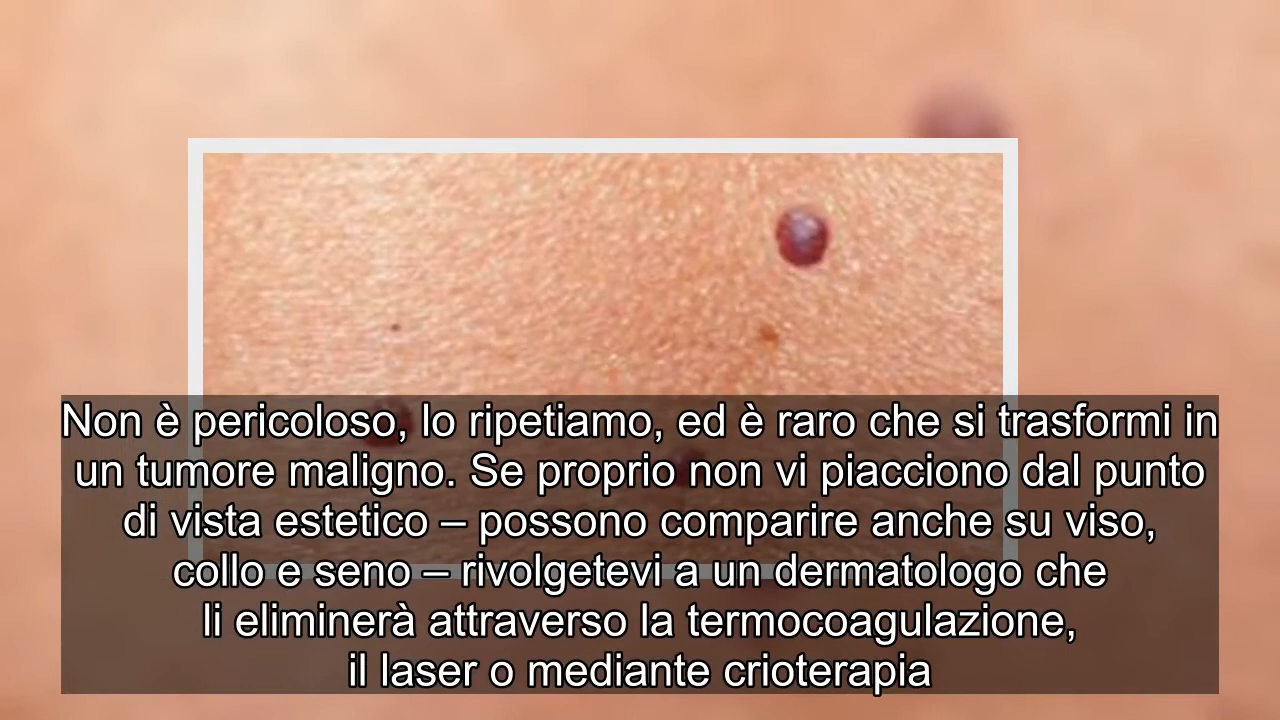 Non è pericoloso, lo ripetiamo, ed è raro che si trasformi in
un tumore maligno. Se proprio non vi piacciono dal punto
di vista estetico – possono comparire anche su viso,
collo e seno – rivolgetevi a un dermatologo che
li eliminerà attraverso la termocoagulazione,
il laser o mediante crioterapia